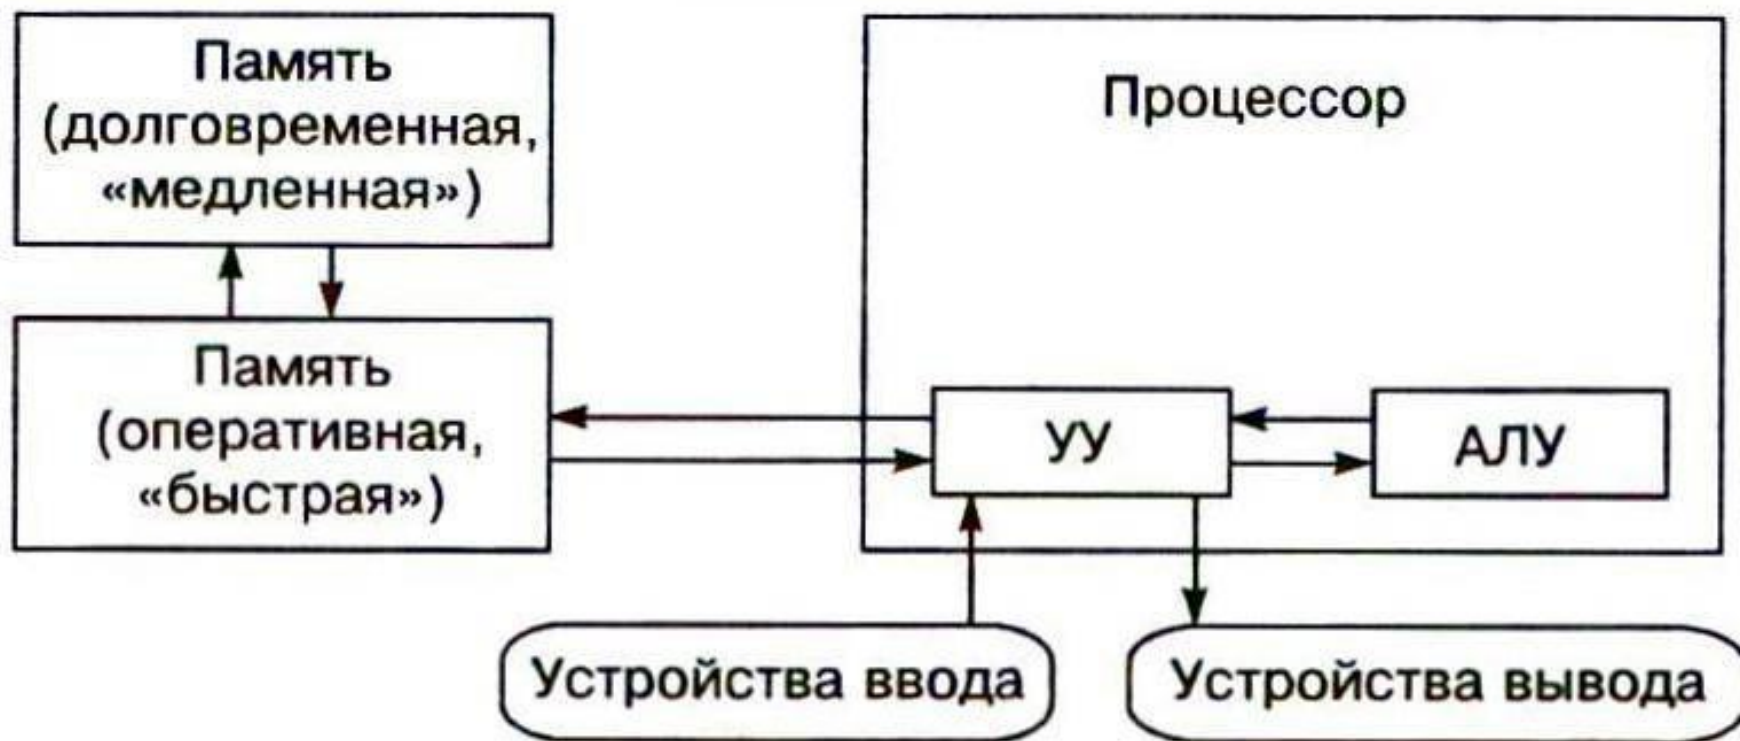 Память
(долговременная,
«медленная»)
Процессор
Память
(оперативная,
«быстрая»)
УУ
АЛУ
Устройства ввода
Устройства вывода